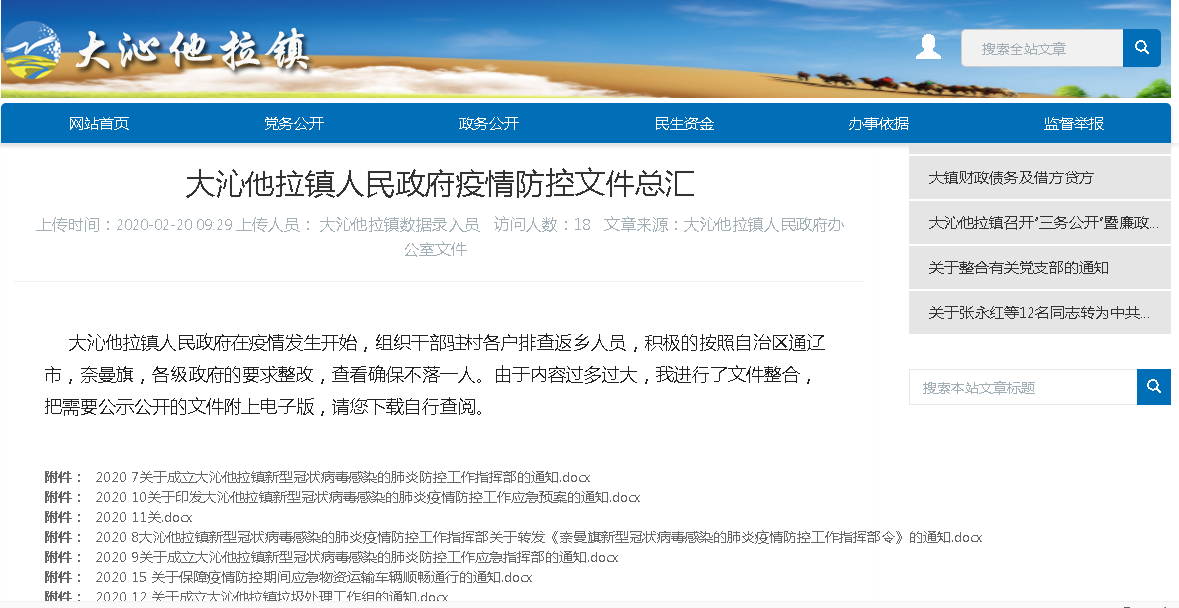 大沁他拉镇
搜索全站文章
网站首页 党务公开 政务公开 民生资金 办事依据 监督举报
大沁他拉镇人民政府疫情防控文件总汇
上传时间：2020-02-20 09:29 上传人员： 大沁他拉镇数据录入员 访问人数：18 文章来源：大沁他拉镇人民政府办
公室文件
大沁他拉镇人民政府在疫情发生开始，组织干部驻村各户排查返乡人员，积极的按照自治区通辽
市，奈曼旗，各级政府的要求整改，查看确保不落一人。由于内容过多过大，我进行了文件整合，
把需要公示公开的文件附上电子版，请您下载自行查阅。
附件： 2020 7关于成立大沁他拉镇新型冠状病毒感染的肺炎防控工作指挥部的通知.docx
附件： 2020 10关于印发大沁他拉镇新型冠状病毒感染的肺炎疫情防控工作应急预案的通知.docx
附件： 2020 11关.docx
附件： 2020 8大沁他拉镇新型冠状病毒感染的肺炎疫情防控工作指挥部关于转发《奈曼旗新型冠状病毒感染的肺炎疫情防控工作指挥部令》的通知.docx
附件： 2020 9关于成立大沁他拉镇新型冠状病毒感染的肺炎防控工作应急指挥部的通知.docx
附件： 2020 15 关于保障疫情防控期间应急物资运输车辆顺畅通行的通知.docx
附件： 2020 12 关于成立大沁他拉镇垃圾处理工作组的通知.docx
大镇财政债务及借方贷方
大沁他拉镇召开“三务公开”暨廉政...
关于整合有关党支部的通知
关于张永红等12名同志转为中共...
搜索本站文章标题